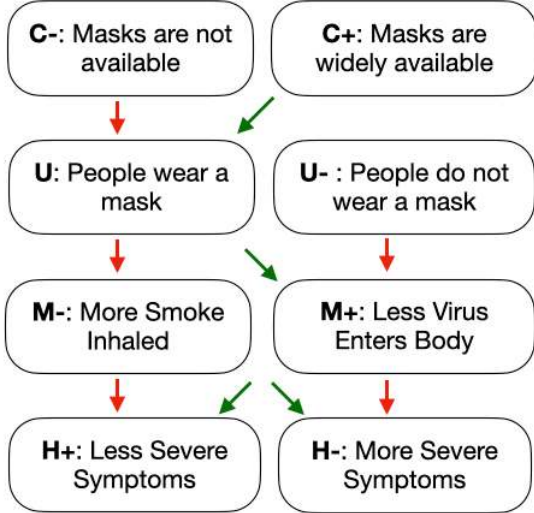 C-: Masks are not
available
C+: Masks are
widely available
U: People wear a
mask
U- : People do not
wear a mask
M-: More Smoke
Inhaled
M+: Less Virus
Enters Body
H+: Less Severe
Symptoms
H-: More Severe
Symptoms